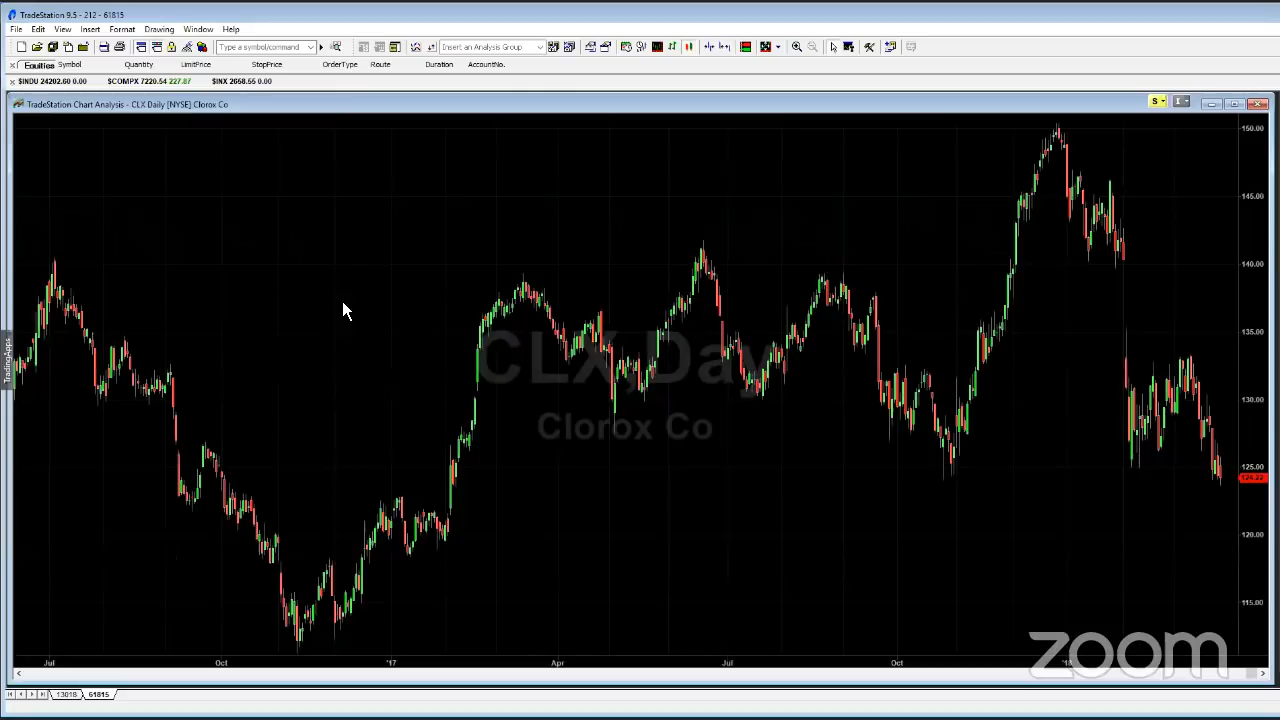 TradeStation 9.5 - 212 - 61815
File Edit View Insert Format Drawing Window Help
Type a symbol/command
Insert an Analysis Group
Equities Symbol Quantity LimitPrice StopPrice OrderType Route Duration AccountNo.
$INDU 24202.60 0.00 $COMPX 7220.54 227.87 $INX 2658.55 0.00
TradeStation Chart Analysis - CLX Daily [NYSE] Clorox Co
S
I
150.00
145.00
140.00
135.00
TradingApps
CLX,Day
130.00
Clorox Co
125.00
124.22
120.00
115.00
zoom
Jul Oct '17 Apr Jul Oct '18
13018 61815